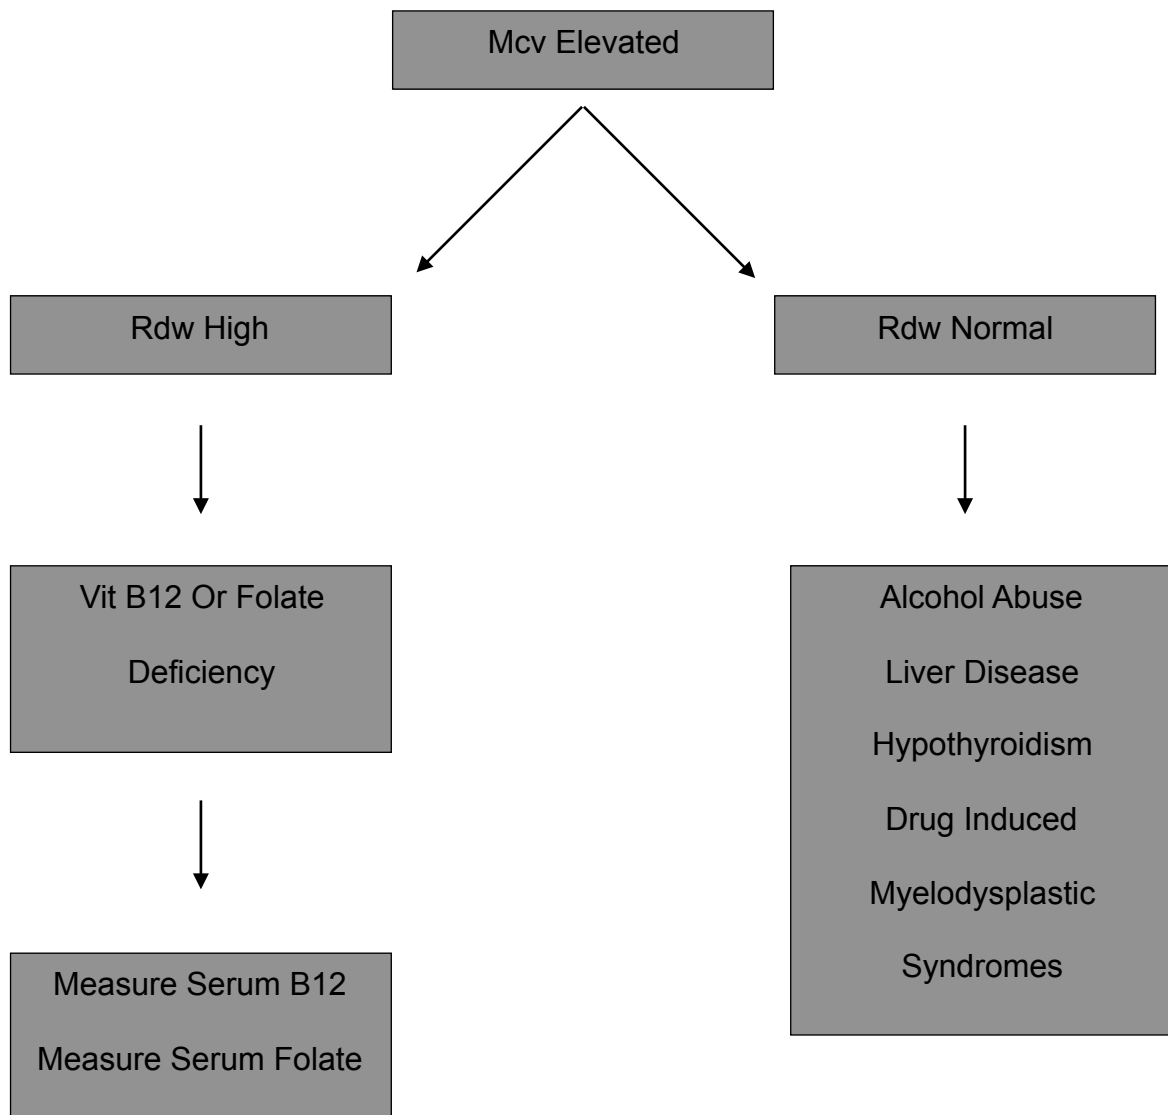 Mcv Elevated
Rdw High
Rdw Normal
Vit B12 Or Folate
Deficiency
Alcohol Abuse
Liver Disease
Hypothyroidism
Drug Induced
Myelodysplastic
Syndromes
Measure Serum B12
Measure Serum Folate